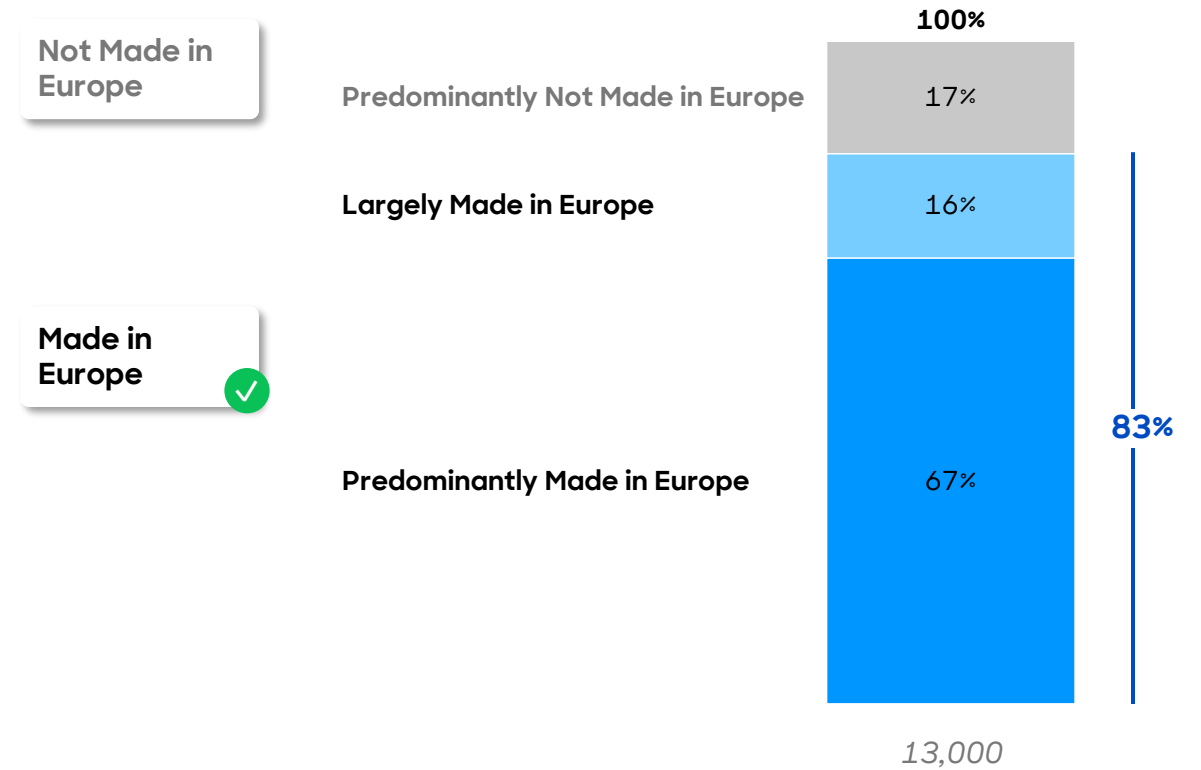 100%
Not Made in
Europe
Predominantly Not Made in Europe
17%
Largely Made in Europe
16%
Made in
Europe
83%
Predominantly Made in Europe
67%
13,000